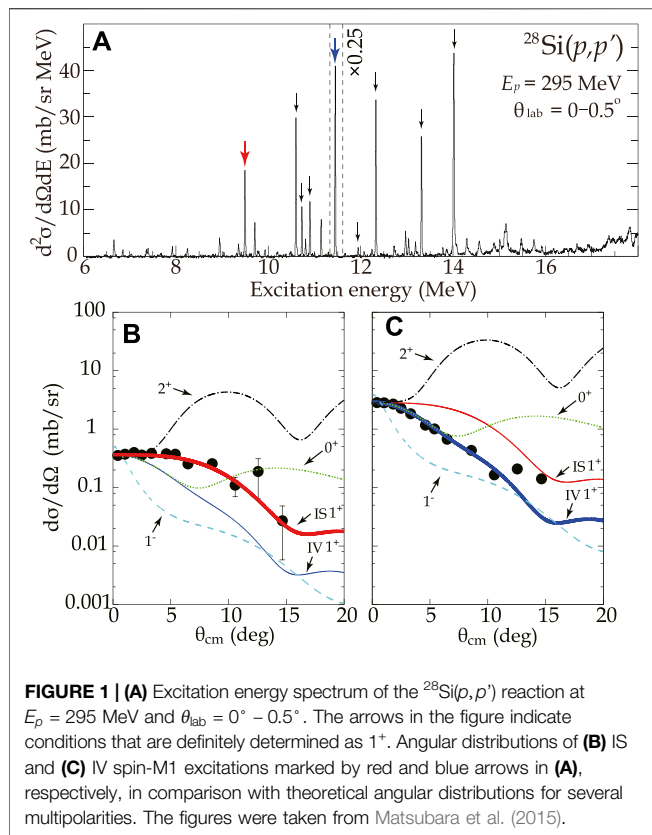 A
×0.25
²⁸Si(p,p’)
Eₚ = 295 MeV
θ_lab = 0−0.5°
d²σ/dΩdE (mb/sr MeV)
40
30
20
10
0
6 8 10 12 14 16
Excitation energy (MeV)
B
C
dσ/dΩ (mb/sr)
100
10
1
0.1
0.01
0.001
2⁺
0⁺
1⁻
IS 1⁺
IV 1⁺
0 5 10 15 20
θcm (deg)
2⁺
0⁺
IS 1⁺
IV 1⁺
1⁻
0 5 10 15 20
θcm (deg)
FIGURE 1 | (A) Excitation energy spectrum of the ²⁸Si(p, p’) reaction at
Eₚ = 295 MeV and θlab = 0° − 0.5°. The arrows in the figure indicate
conditions that are definitely determined as 1⁺. Angular distributions of (B) IS
and (C) IV spin-M1 excitations marked by red and blue arrows in (A),
respectively, in comparison with theoretical angular distributions for several
multipolarities. The figures were taken from Matsubara et al. (2015).